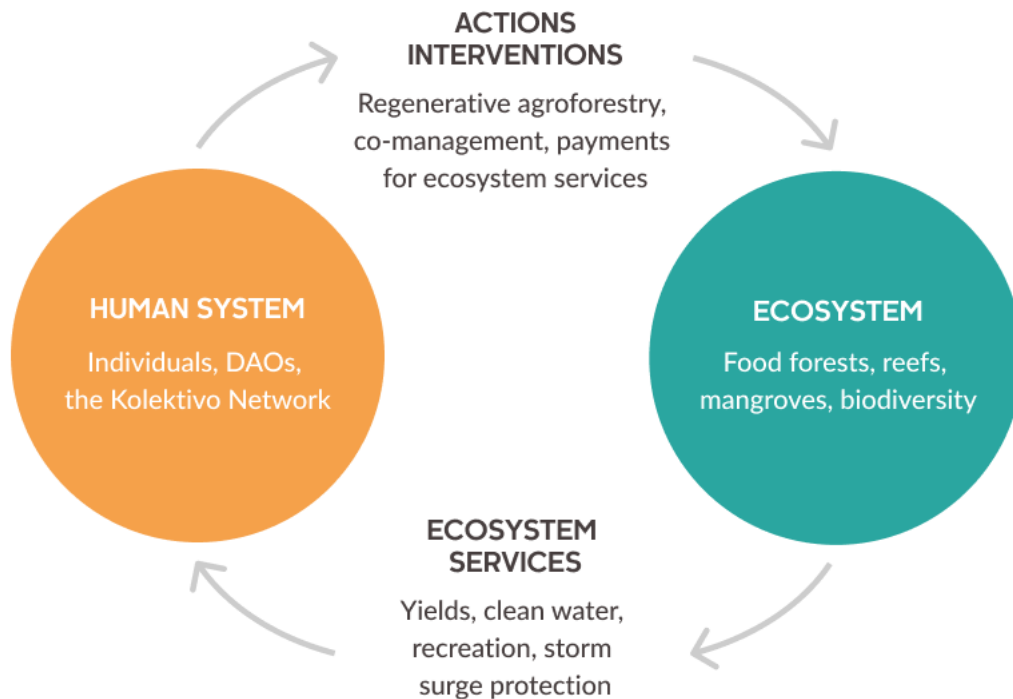 ACTIONS
INTERVENTIONS
Regenerative agroforestry,
co-management, payments
for ecosystem services
HUMAN SYSTEM
Individuals, DAOs,
the Kolektivo Network
ECOSYSTEM
Food forests, reefs,
mangroves, biodiversity
ECOSYSTEM
SERVICES
Yields, clean water,
recreation, storm
surge protection